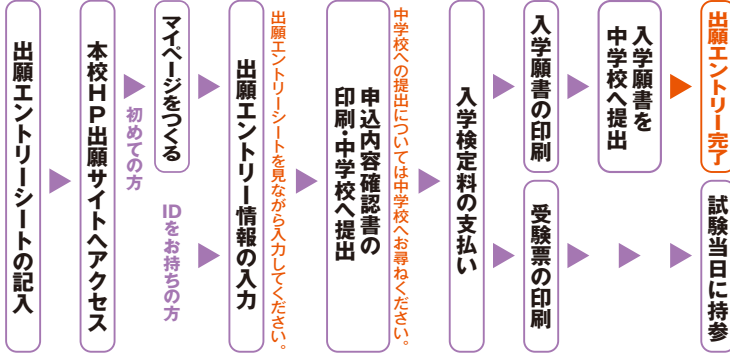 出願エントリーシートの記入
本校HP出願サイトへアクセス
初めての方
マイページをつくる
IDをお持ちの方
出願エントリー情報の入力
出願エントリーシートを見ながら入力してください。
申込内容確認書の
印刷・中学校へ提出
中学校への提出については中学校へお尋ねください。
入学検定料の支払い
入学願書の印刷
入学願書を
中学校へ提出
出願エントリー完了
受験票の印刷
試験当日に持参